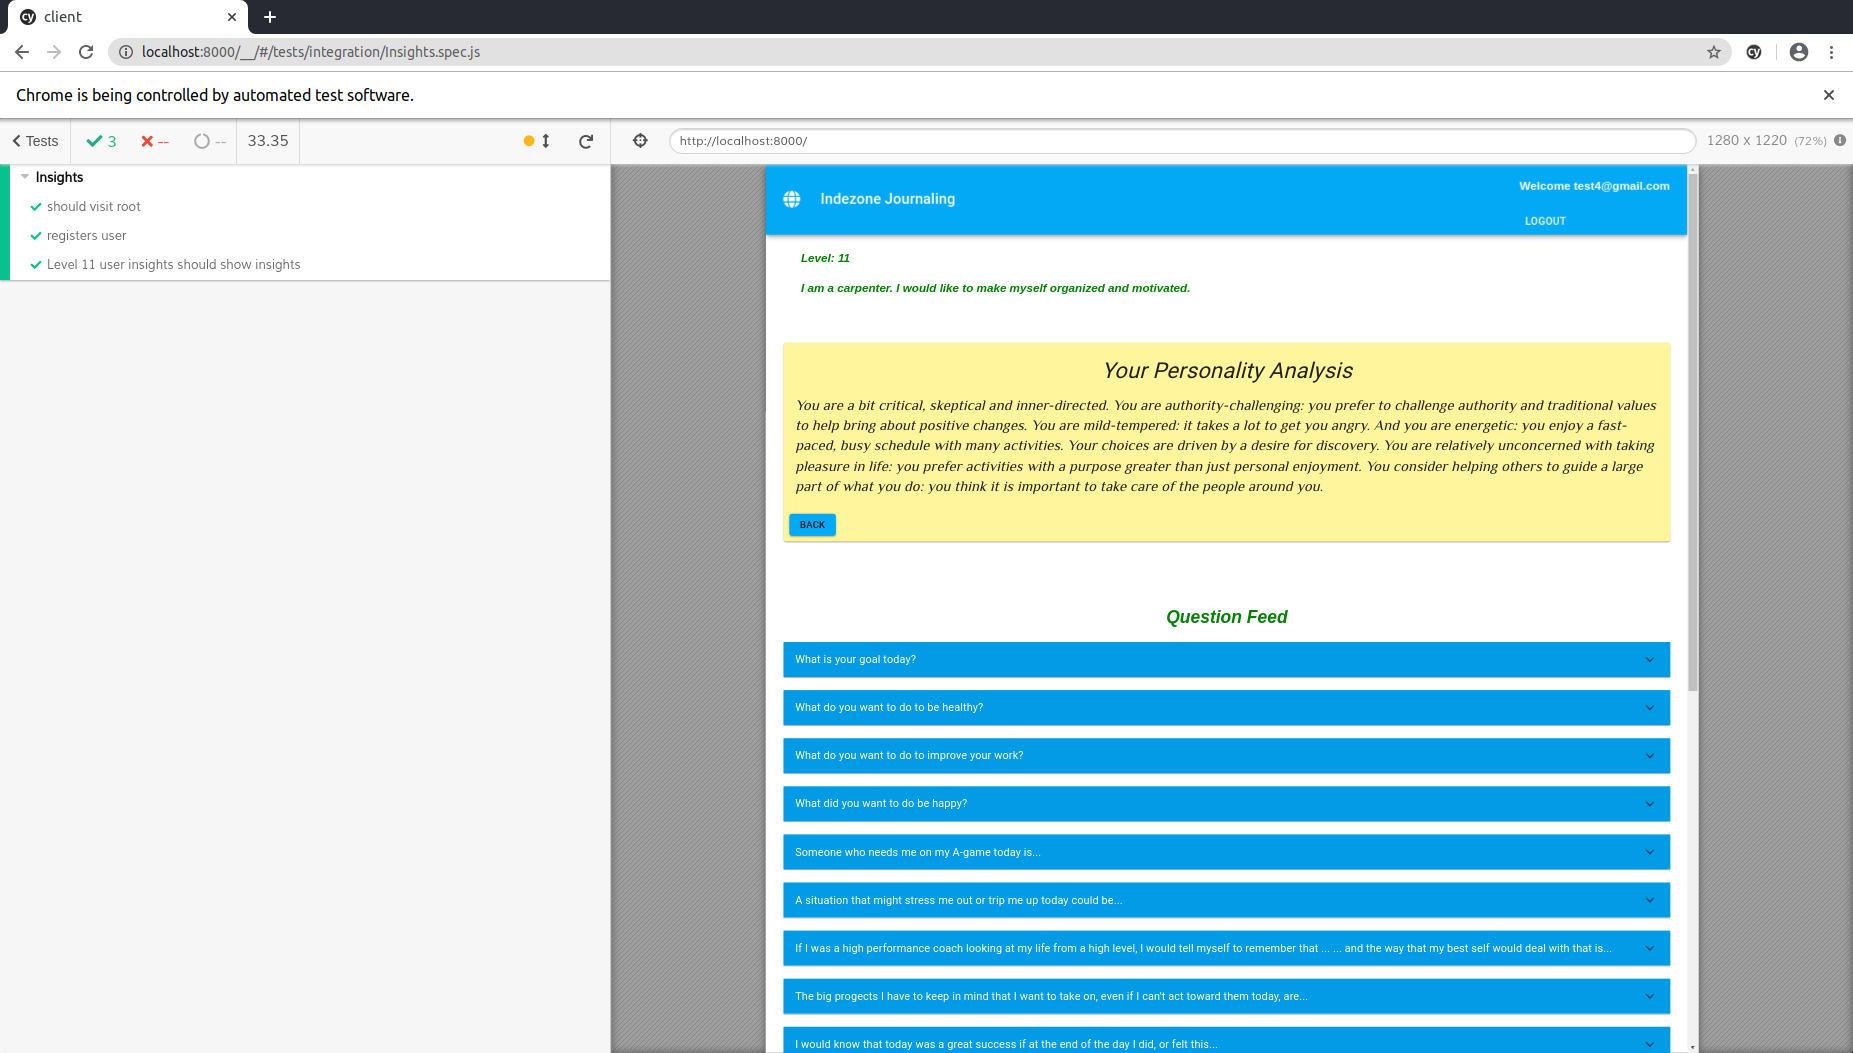 client
localhost:8000/__/#/tests/integration/Insights.spec.js
Chrome is being controlled by automated test software.
Tests
3
--
--
33.35
http://localhost:8000/
1280 x 1220 (72%)
Insights
should visit root
registers user
Level 11 user insights should show insights
Indezone Journaling
Welcome test4@gmail.com
LOGOUT
Level: 11
I am a carpenter. I would like to make myself organized and motivated.
Your Personality Analysis
You are a bit critical, skeptical and inner-directed. You are authority-challenging: you prefer to challenge authority and traditional values
to help bring about positive changes. You are mild-tempered: it takes a lot to get you angry. And you are energetic: you enjoy a fast-
paced, busy schedule with many activities. Your choices are driven by a desire for discovery. You are relatively unconcerned with taking
pleasure in life: you prefer activities with a purpose greater than just personal enjoyment. You consider helping others to guide a large
part of what you do: you think it is important to take care of the people around you.
BACK
Question Feed
What is your goal today?
What do you want to do to be healthy?
What do you want to do to improve your work?
What did you want to do be happy?
Someone who needs me on my A-game today is...
A situation that might stress me out or trip me up today could be...
If I was a high performance coach looking at my life from a high level, I would tell myself to remember that ... ... and the way that my best self would deal with that is...
The big progects I have to keep in mind that I want to take on, even if I can't act toward them today, are...
I would know that today was a great success if at the end of the day I did, or felt this...